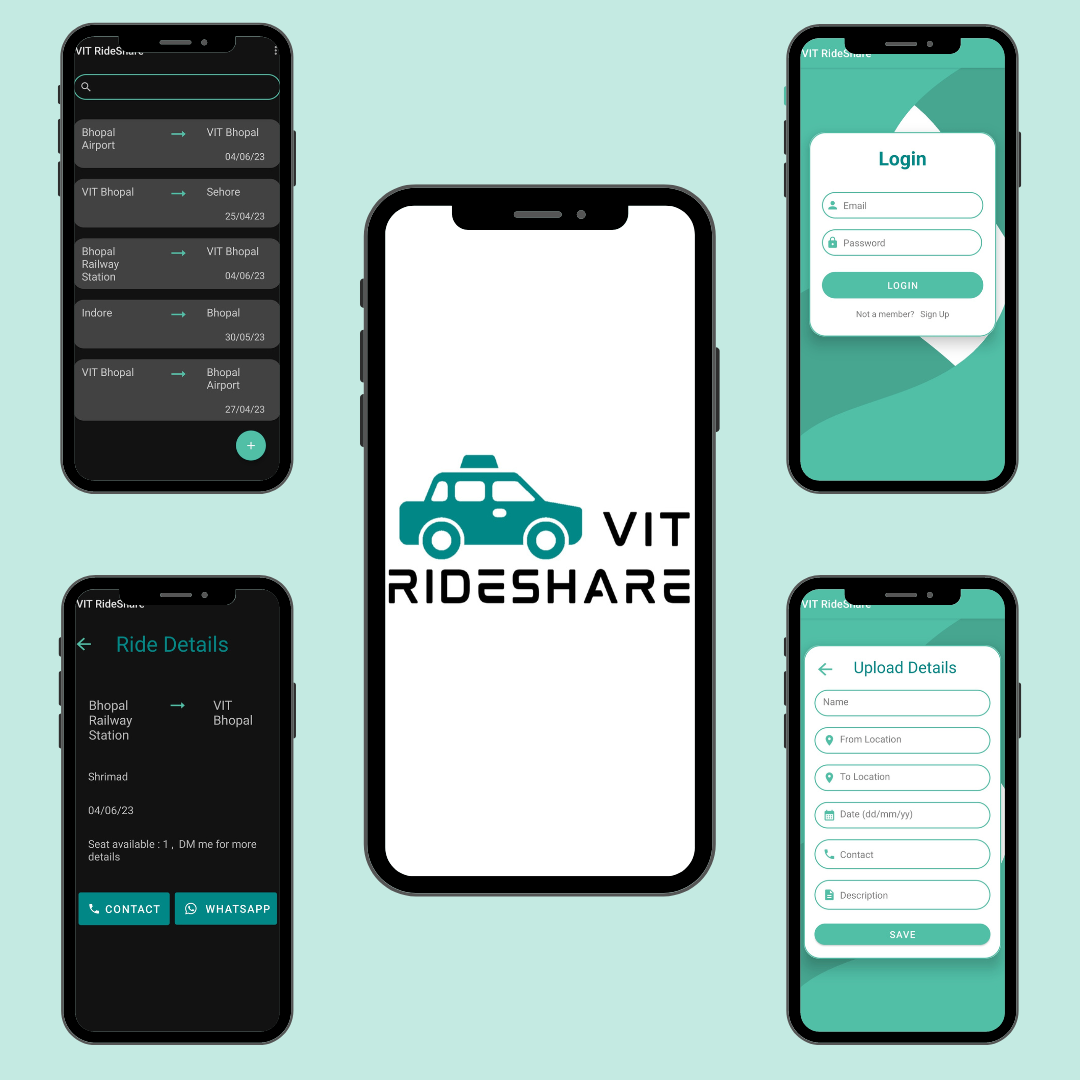 VIT RideShare
Bhopal
Airport
VIT Bhopal
04/06/23
VIT Bhopal
Sehore
25/04/23
Bhopal
Railway
Station
VIT Bhopal
04/06/23
Indore
Bhopal
30/05/23
VIT Bhopal
Bhopal
Airport
27/04/23
+
VIT RideShare
Login
Email
Password
LOGIN
Not a member? Sign Up
VIT
RIDESHARE
VIT RideShare
Ride Details
Bhopal
Railway
Station
VIT
Bhopal
Shrimad
04/06/23
Seat available : 1 , DM me for more
details
CONTACT
WHATSAPP
VIT RideShare
Upload Details
Name
From Location
To Location
Date (dd/mm/yy)
Contact
Description
SAVE